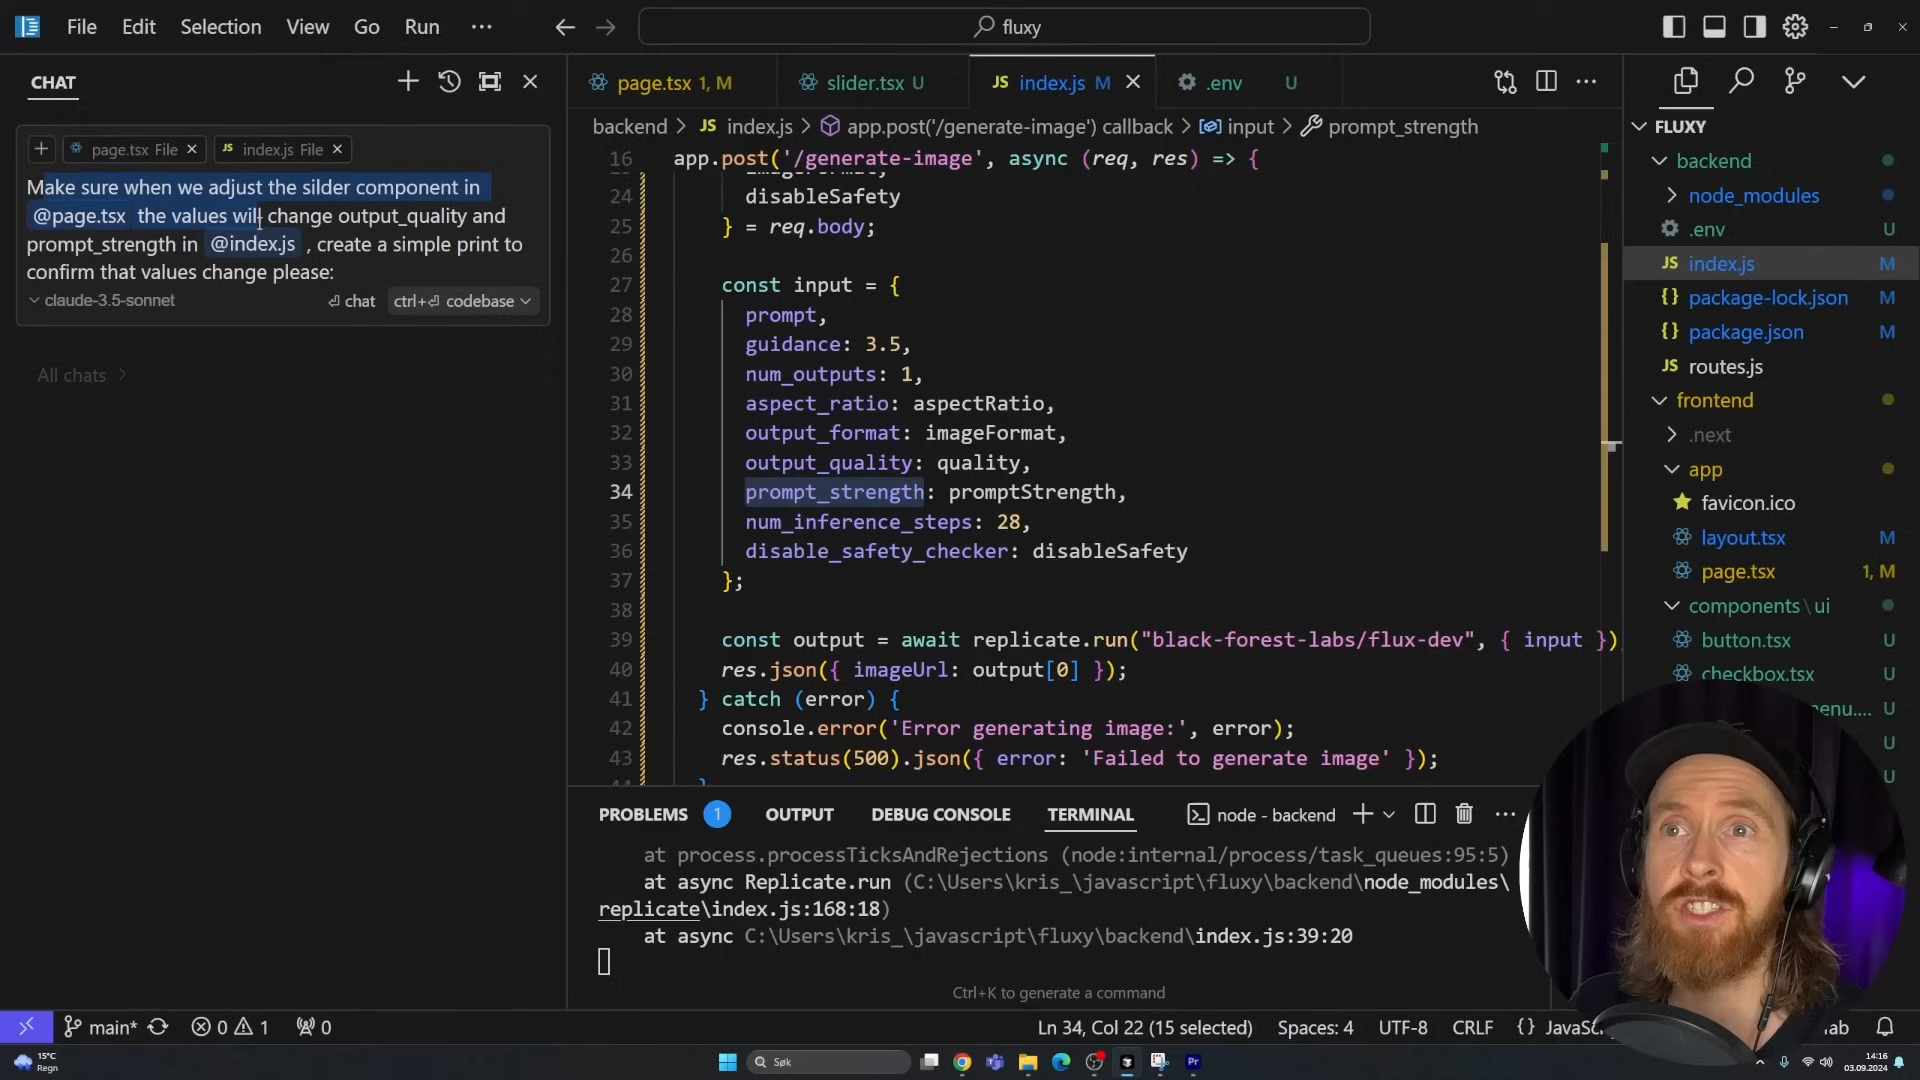 File Edit Selection View Go Run ···
fluxy
CHAT
page.tsx 1, M
slider.tsx U
index.js M
.env U
page.tsx File
index.js File
Make sure when we adjust the silder component in
@page.tsx the values will change output_quality and
prompt_strength in @index.js , create a simple print to
confirm that values change please:
claude-3.5-sonnet
chat
ctrl+⏎ codebase
All chats
backend > JS index.js > app.post('/generate-image') callback > input > prompt_strength
16 app.post('/generate-image', async (req, res) => {
24 disableSafety
25 } = req.body;
26
27 const input = {
28 prompt,
29 guidance: 3.5,
30 num_outputs: 1,
31 aspect_ratio: aspectRatio,
32 output_format: imageFormat,
33 output_quality: quality,
34 prompt_strength: promptStrength,
35 num_inference_steps: 28,
36 disable_safety_checker: disableSafety
37 };
38
39 const output = await replicate.run("black-forest-labs/flux-dev", { input })
40 res.json({ imageUrl: output[0] });
41 } catch (error) {
42 console.error('Error generating image:', error);
43 res.status(500).json({ error: 'Failed to generate image' });
PROBLEMS 1 OUTPUT DEBUG CONSOLE TERMINAL
node - backend
at process.processTicksAndRejections (node:internal/process/task_queues:95:5)
at async Replicate.run (C:\Users\kris_\javascript\fluxy\backend\node_modules\
replicate\index.js:168:18)
at async C:\Users\kris_\javascript\fluxy\backend\index.js:39:20
Ctrl+K to generate a command
FLUXY
backend
node_modules
.env U
JS index.js M
{} package-lock.json M
{} package.json M
JS routes.js
frontend
.next
app
favicon.ico
layout.tsx M
page.tsx 1, M
components\ui
button.tsx U
checkbox.tsx U
U
U
U
main*
0 1
0
Ln 34, Col 22 (15 selected)
Spaces: 4
UTF-8
CRLF
{}
15°C
Regn
Søk
Pr
14:16
03.09.2024